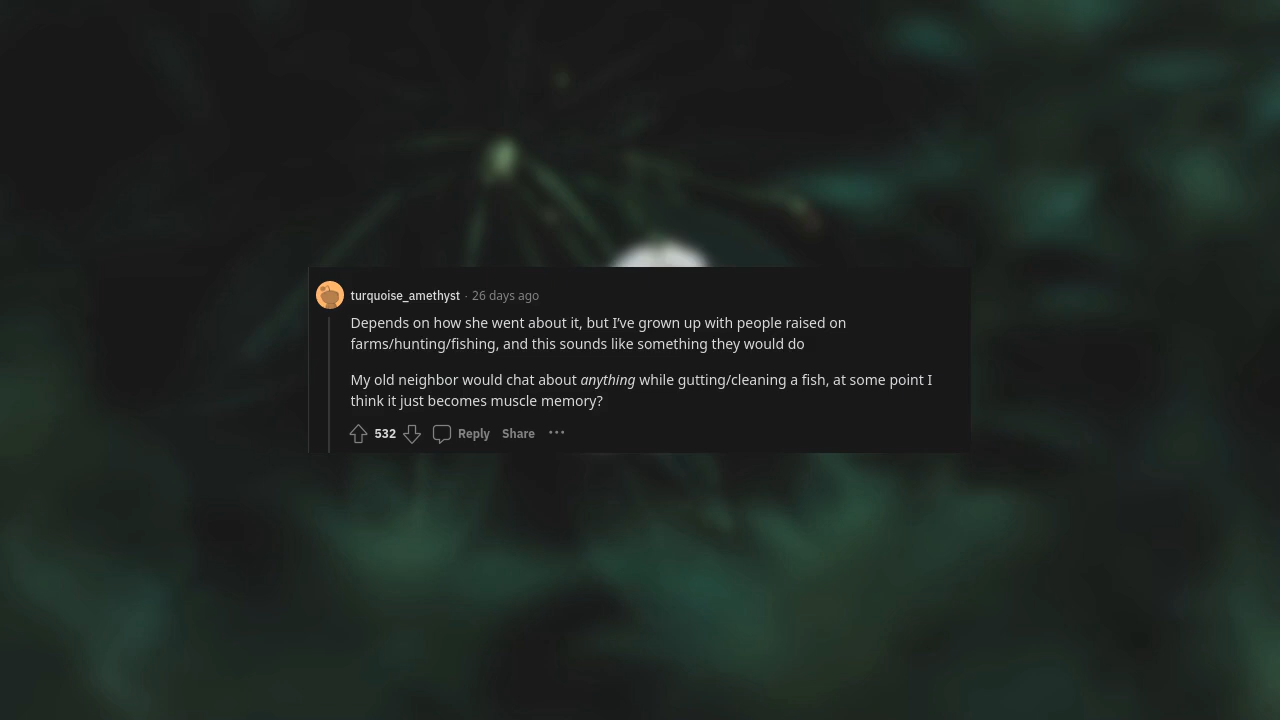 turquoise_amethyst · 26 days ago
Depends on how she went about it, but I’ve grown up with people raised on
farms/hunting/fishing, and this sounds like something they would do
My old neighbor would chat about anything while gutting/cleaning a fish, at some point I
think it just becomes muscle memory?
532 Reply Share ···